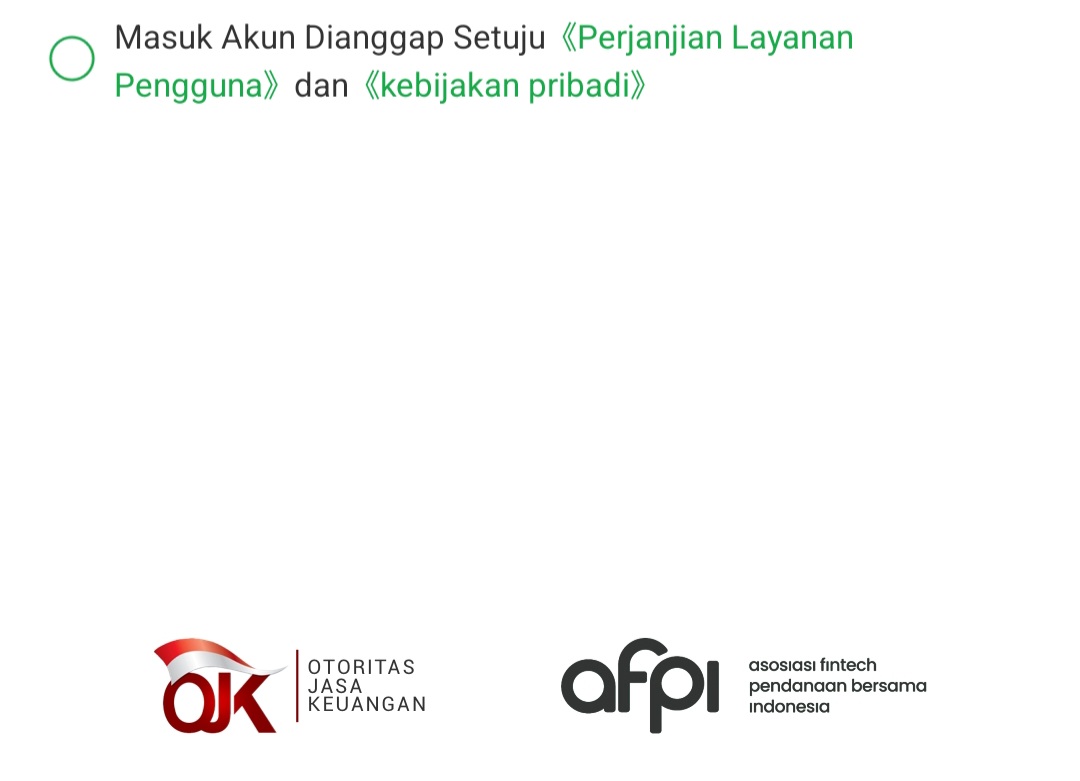 Masuk Akun Dianggap Setuju《Perjanjian Layanan
Pengguna》dan《kebijakan pribadi》
OJK
OTORITAS
JASA
KEUANGAN
afpi
asosiasi fintech
pendanaan bersama
indonesia